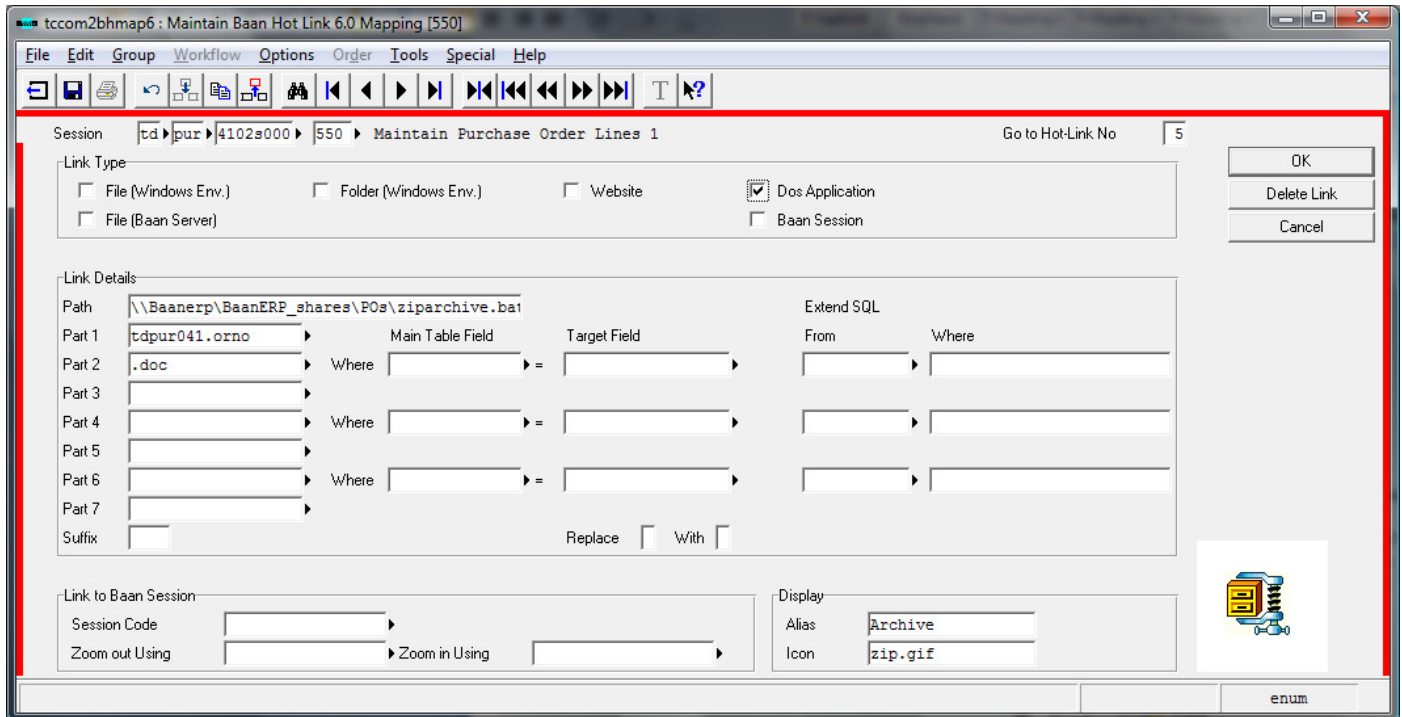 tccom2bhmap6 : Maintain Baan Hot Link 6.0 Mapping [550]
File Edit Group Workflow Options Order Tools Special Help
T ?
Session td pur 4102s000 550 Maintain Purchase Order Lines 1 Go to Hot-Link No 5
Link Type OK
File (Windows Env.) Folder (Windows Env.) Website Dos Application Delete Link
File (Baan Server) Baan Session Cancel
Link Details
Path \\Baanerp\BaanERP_shares\POs\ziparchive.bat Extend SQL
Part 1 tdpur041.orno Main Table Field Target Field From Where
Part 2 .doc Where =
Part 3
Part 4 Where =
Part 5
Part 6 Where =
Part 7
Suffix Replace With
Link to Baan Session Display
Session Code Alias Archive
Zoom out Using Zoom in Using Icon zip.gif
enum